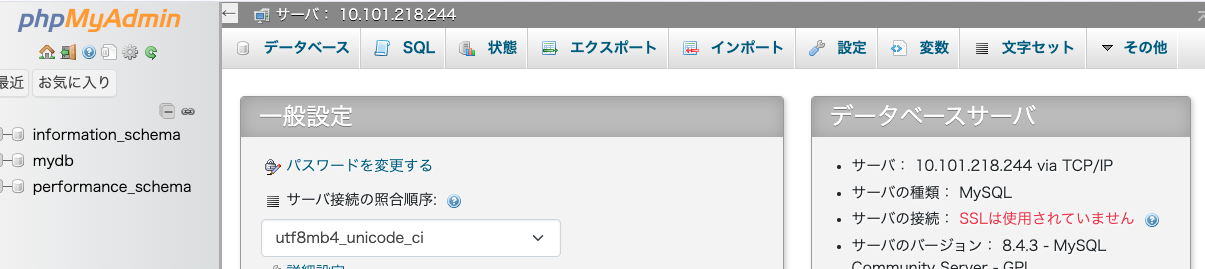 phpMyAdmin
最近 お気に入り
information_schema
mydb
performance_schema
サーバ： 10.101.218.244
データベース SQL 状態 エクスポート インポート 設定 変数 文字セット その他
一般設定
パスワードを変更する
サーバ接続の照合順序:
utf8mb4_unicode_ci
詳細設定
データベースサーバ
サーバ： 10.101.218.244 via TCP/IP
サーバの種類： MySQL
サーバの接続： SSLは使用されていません
サーバのバージョン： 8.4.3 - MySQL
Community Server - GPL